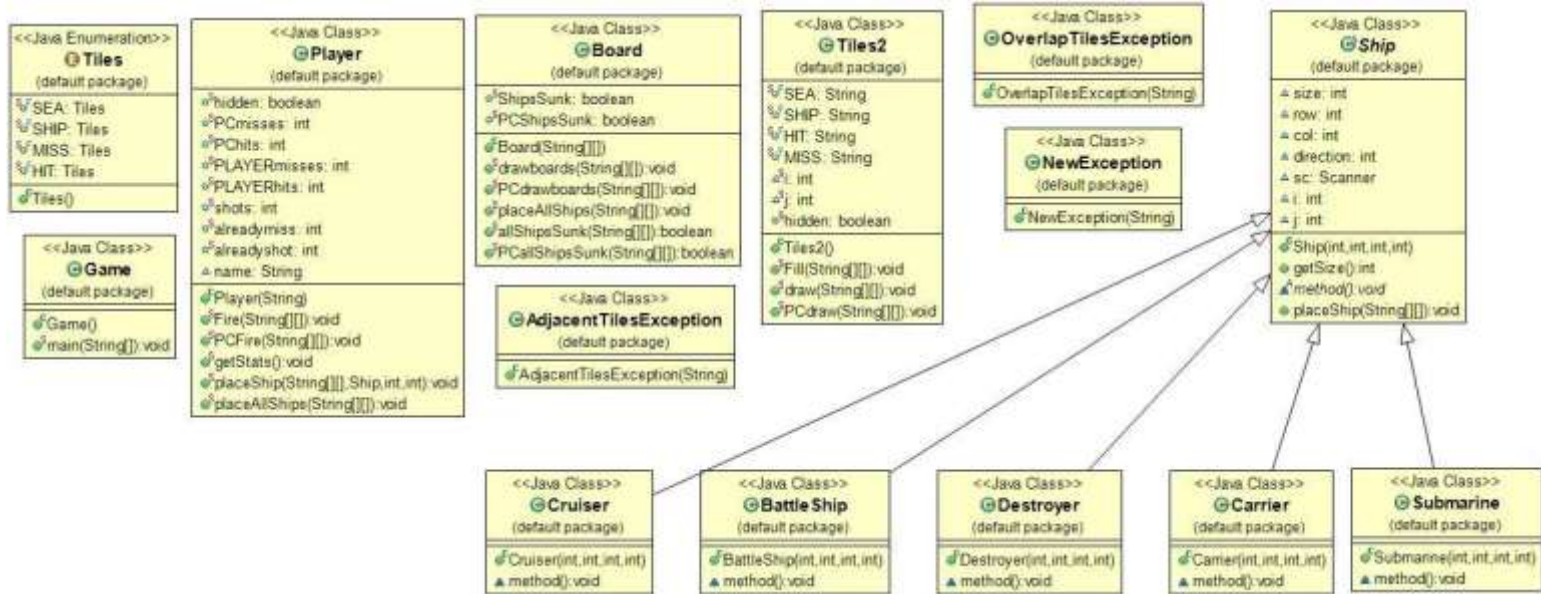 <<Java Enumeration>>
Tiles
(default package)
SEA: Tiles
SHIP: Tiles
MISS: Tiles
HIT: Tiles
Tiles()
<<Java Class>>
Game
(default package)
Game()
main(String[]):void
<<Java Class>>
Player
(default package)
hidden: boolean
PCmisses: int
PChits: int
PLAYERmisses: int
PLAYERhits: int
shots: int
alreadymiss: int
alreadyshot: int
name: String
Player(String)
Fire(String[][]):void
PCFire(String[][]):void
getStats():void
placeShip(String[][],Ship,int,int):void
placeAllShips(String[][]):void
<<Java Class>>
Board
(default package)
ShipsSunk: boolean
PCShipsSunk: boolean
Board(String[][])
drawboards(String[][]):void
PCdrawboards(String[][]):void
placeAllShips(String[][]):void
allShipsSunk(String[][]):boolean
PCallShipsSunk(String[][]):boolean
<<Java Class>>
AdjacentTilesException
(default package)
AdjacentTilesException(String)
<<Java Class>>
Tiles2
(default package)
SEA: String
SHIP: String
HIT: String
MISS: String
i: int
j: int
hidden: boolean
Tiles2()
Fill(String[][]):void
draw(String[][]):void
PCdraw(String[][]):void
<<Java Class>>
OverlapTilesException
(default package)
OverlapTilesException(String)
<<Java Class>>
NewException
(default package)
NewException(String)
<<Java Class>>
Ship
(default package)
size: int
row: int
col: int
direction: int
sc: Scanner
i: int
j: int
Ship(int,int,int,int)
getSize():int
method():void
placeShip(String[][]):void
<<Java Class>>
Cruiser
(default package)
Cruiser(int,int,int,int)
method():void
<<Java Class>>
BattleShip
(default package)
BattleShip(int,int,int,int)
method():void
<<Java Class>>
Destroyer
(default package)
Destroyer(int,int,int,int)
method():void
<<Java Class>>
Carrier
(default package)
Carrier(int,int,int,int)
method():void
<<Java Class>>
Submarine
(default package)
Submarine(int,int,int,int)
method():void